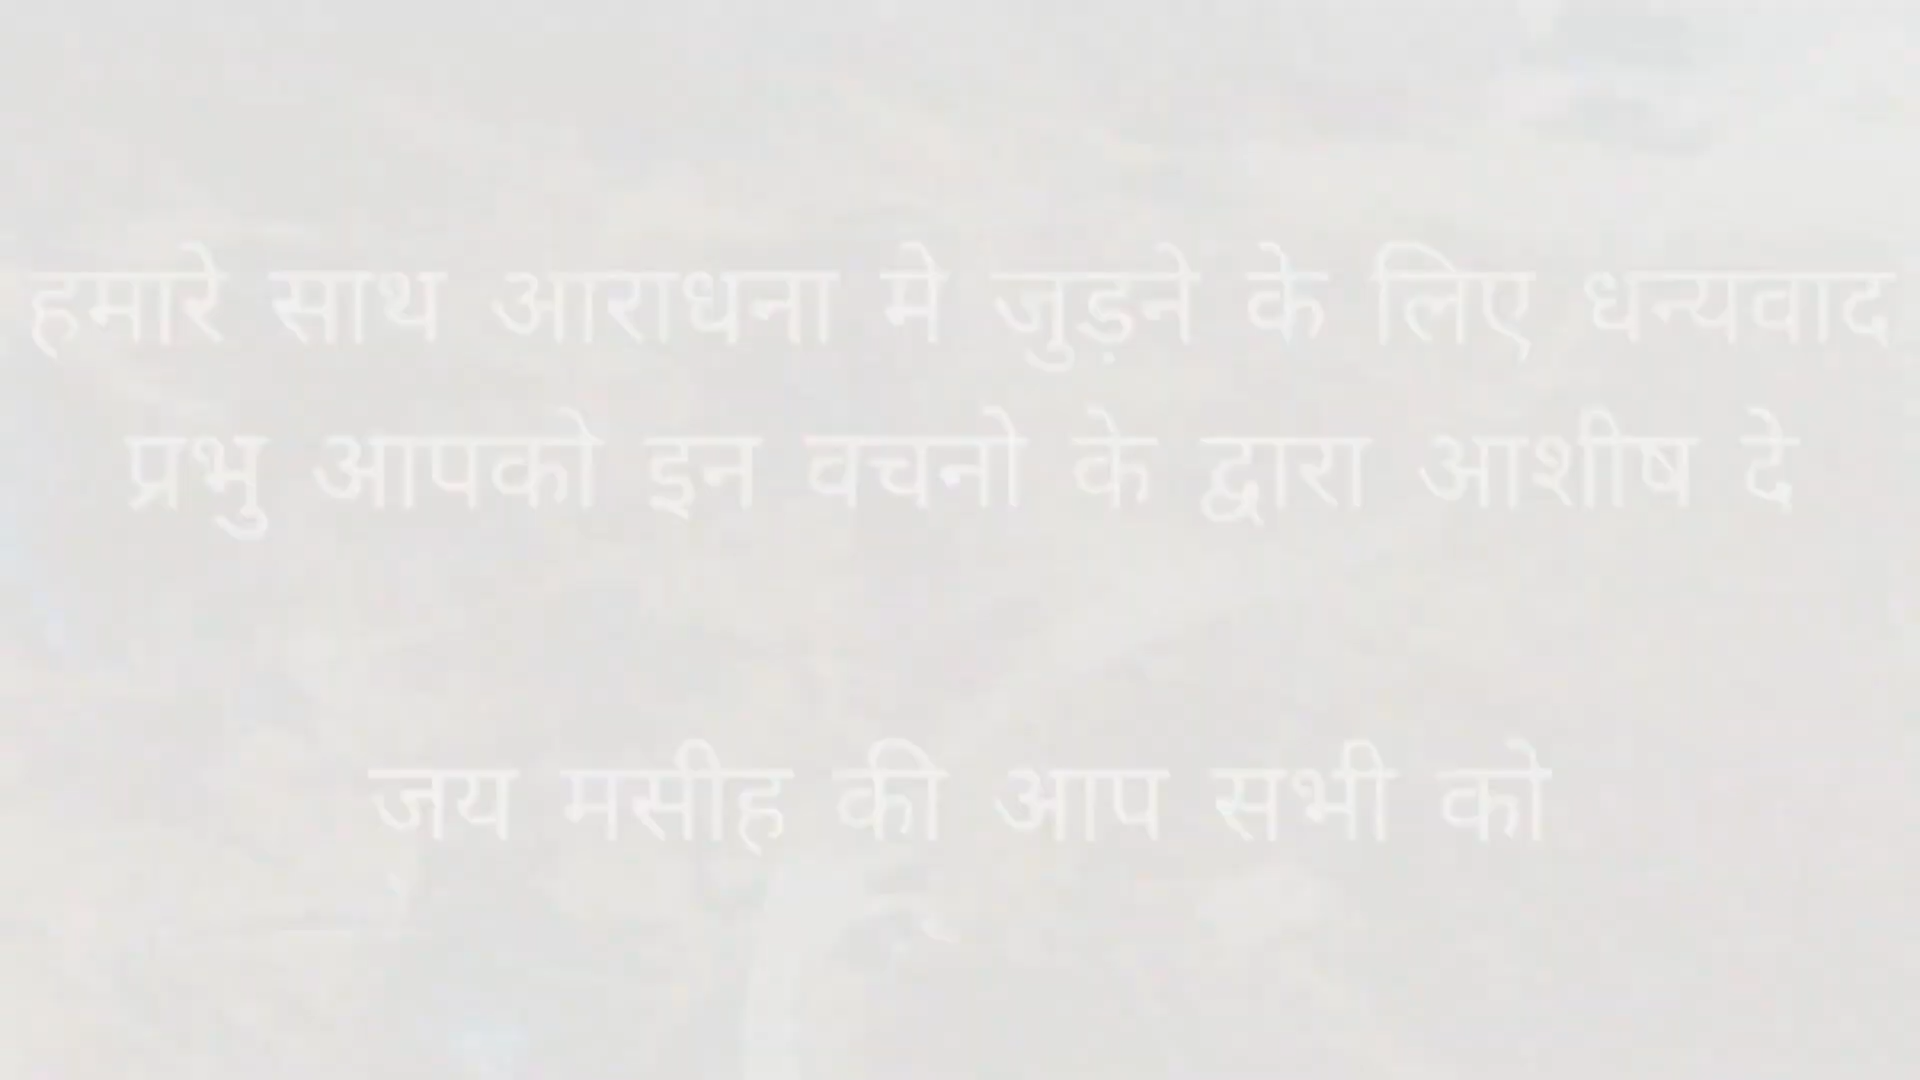 हमारे साथ आराधना मे जुड़ने के लिए धन्यवाद
प्रभु आपको इन वचनो के द्वारा आशीष दे
जय मसीह की आप सभी को